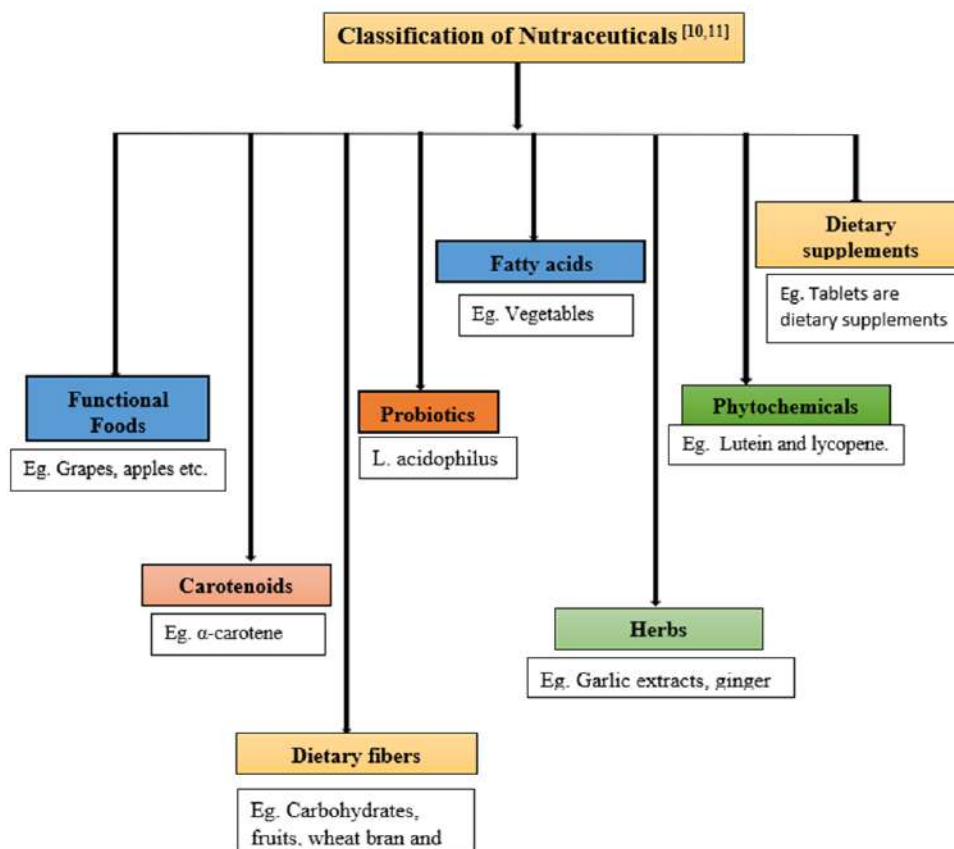 Classification of Nutraceuticals [10,11]
Dietary
supplements
Eg. Tablets are
dietary supplements
Fatty acids
Eg. Vegetables
Functional
Foods
Eg. Grapes, apples etc.
Probiotics
L. acidophilus
Phytochemicals
Eg. Lutein and lycopene.
Carotenoids
Eg. α-carotene
Herbs
Eg. Garlic extracts, ginger
Dietary fibers
Eg. Carbohydrates,
fruits, wheat bran and